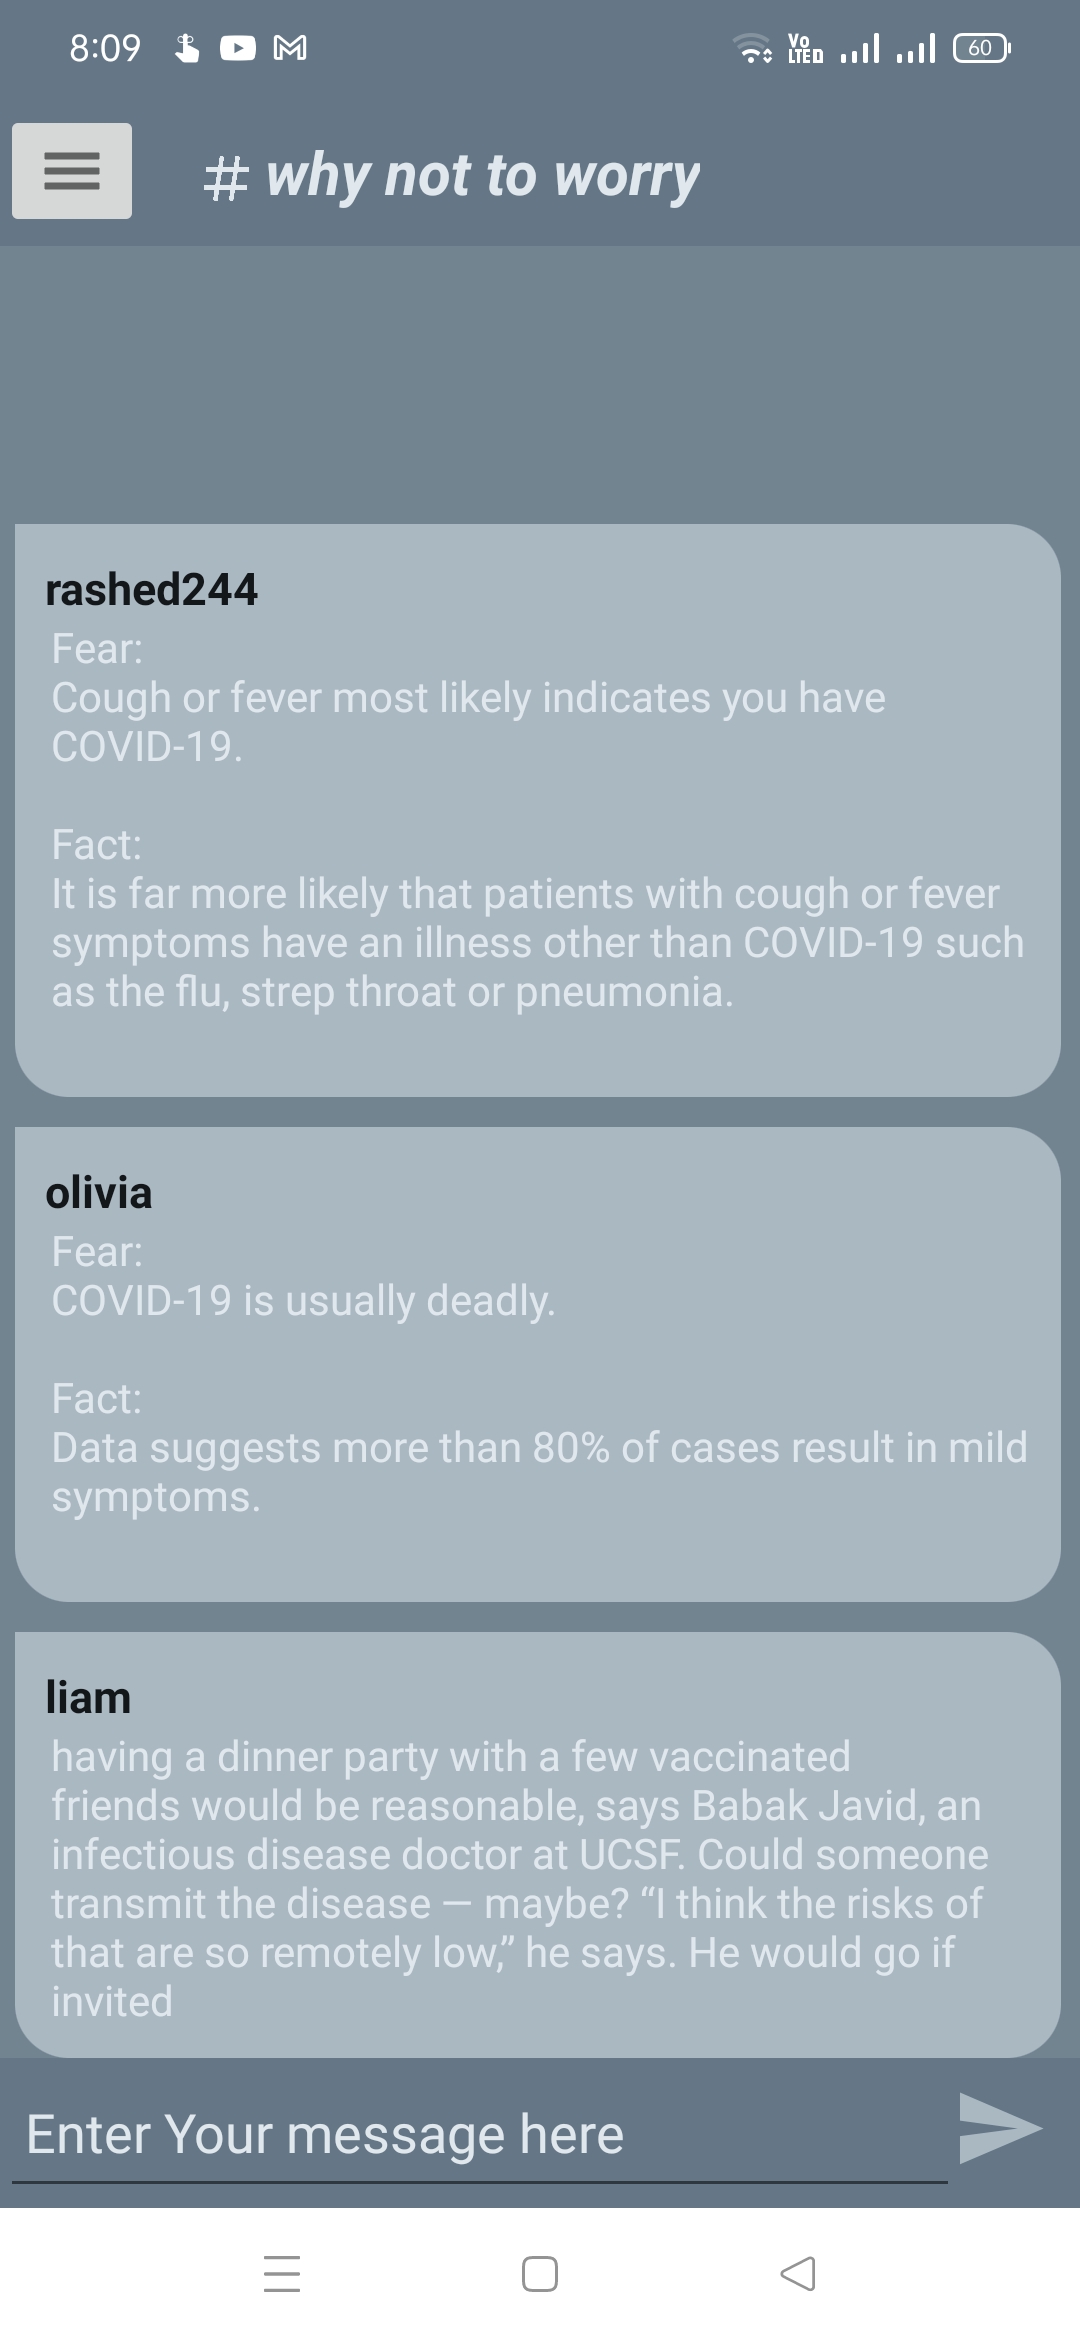 8:09
Vo
LTED
60
# why not to worry
rashed244
Fear:
Cough or fever most likely indicates you have
COVID-19.
Fact:
It is far more likely that patients with cough or fever
symptoms have an illness other than COVID-19 such
as the flu, strep throat or pneumonia.
olivia
Fear:
COVID-19 is usually deadly.
Fact:
Data suggests more than 80% of cases result in mild
symptoms.
liam
having a dinner party with a few vaccinated
friends would be reasonable, says Babak Javid, an
infectious disease doctor at UCSF. Could someone
transmit the disease — maybe? “I think the risks of
that are so remotely low,” he says. He would go if
invited
Enter Your message here